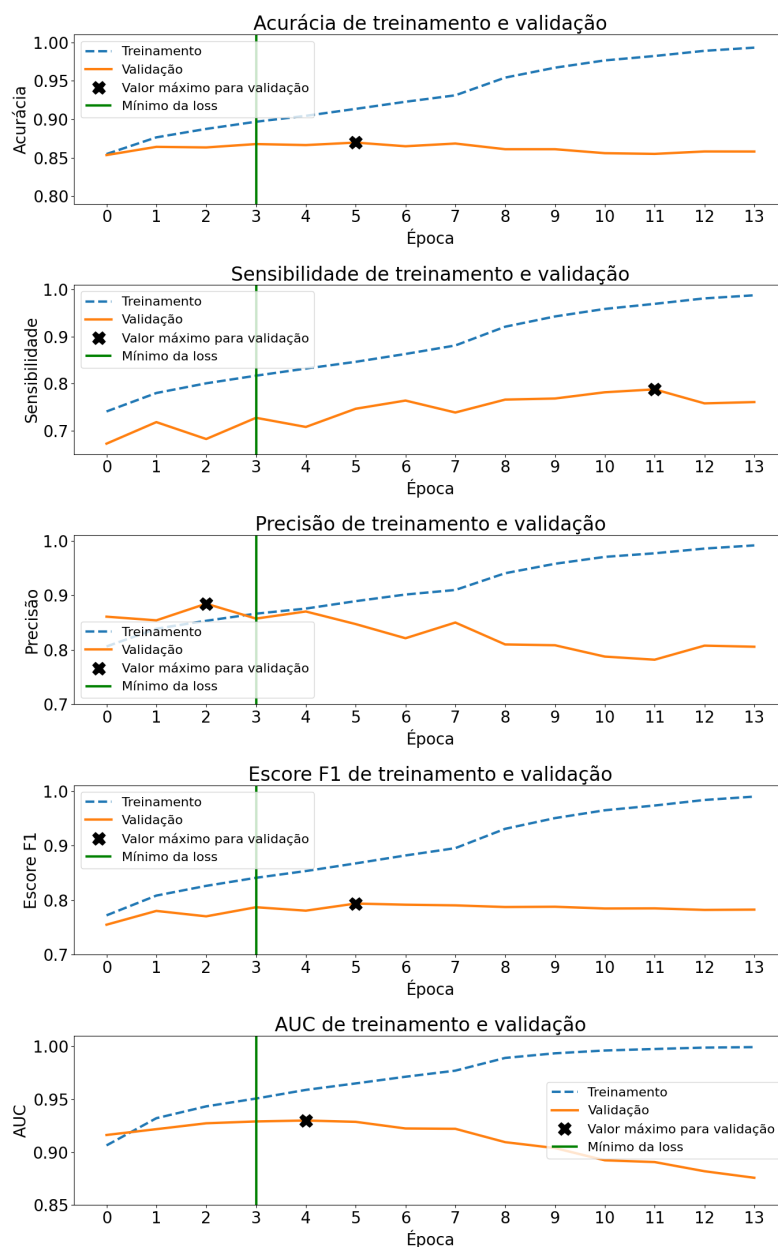 Acurácia de treinamento e validação
Acurácia
1.00
0.95
0.90
0.85
0.80
Treinamento
Validação
Valor máximo para validação
Mínimo da loss
0 1 2 3 4 5 6 7 8 9 10 11 12 13
Época
Sensibilidade de treinamento e validação
Sensibilidade
1.0
0.9
0.8
0.7
Treinamento
Validação
Valor máximo para validação
Mínimo da loss
0 1 2 3 4 5 6 7 8 9 10 11 12 13
Época
Precisão de treinamento e validação
Precisão
1.0
0.9
0.8
0.7
Treinamento
Validação
Valor máximo para validação
Mínimo da loss
0 1 2 3 4 5 6 7 8 9 10 11 12 13
Época
Escore F1 de treinamento e validação
Escore F1
1.0
0.9
0.8
0.7
Treinamento
Validação
Valor máximo para validação
Mínimo da loss
0 1 2 3 4 5 6 7 8 9 10 11 12 13
Época
AUC de treinamento e validação
AUC
1.00
0.95
0.90
0.85
Treinamento
Validação
Valor máximo para validação
Mínimo da loss
0 1 2 3 4 5 6 7 8 9 10 11 12 13
Época